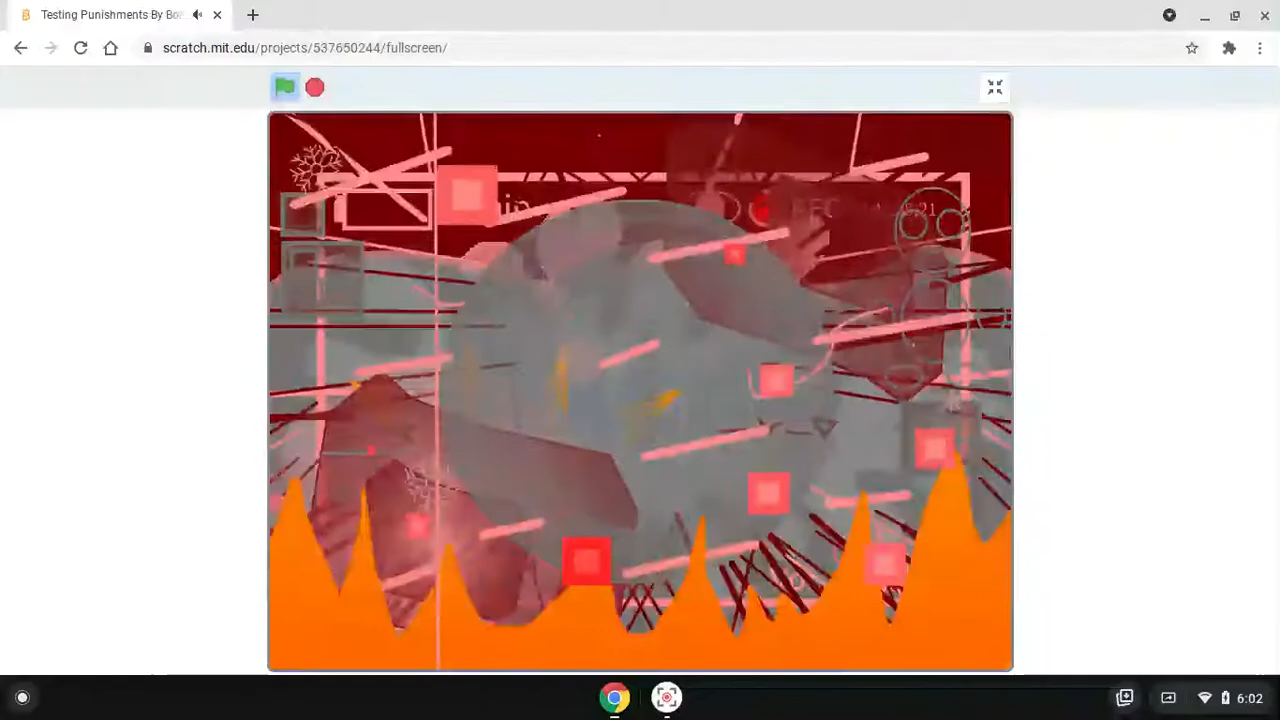 Testing Punishments By Bo
scratch.mit.edu/projects/537650244/fullscreen/
6:02